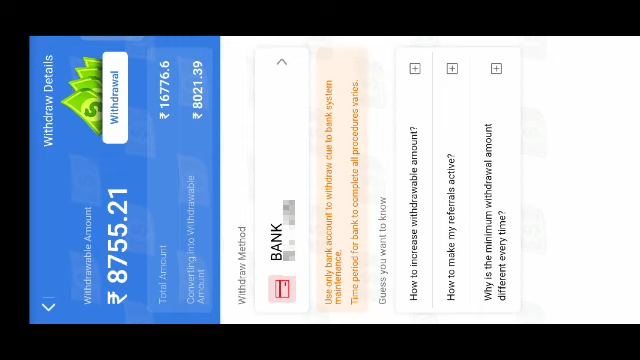 Withdraw Details
Withdrawable Amount
₹ 8755.21
Withdrawal
Total Amount
₹ 16776.6
Converting into Withdrawable
Amount
₹ 8021.39
Withdraw Method
BANK
Use only bank account to withdraw due to bank system
maintenance.
Time period for bank to complete all procedures varies.
Guess you want to know
How to increase withdrawable amount?
How to make my referrals active?
Why is the minimum withdrawal amount
different every time?